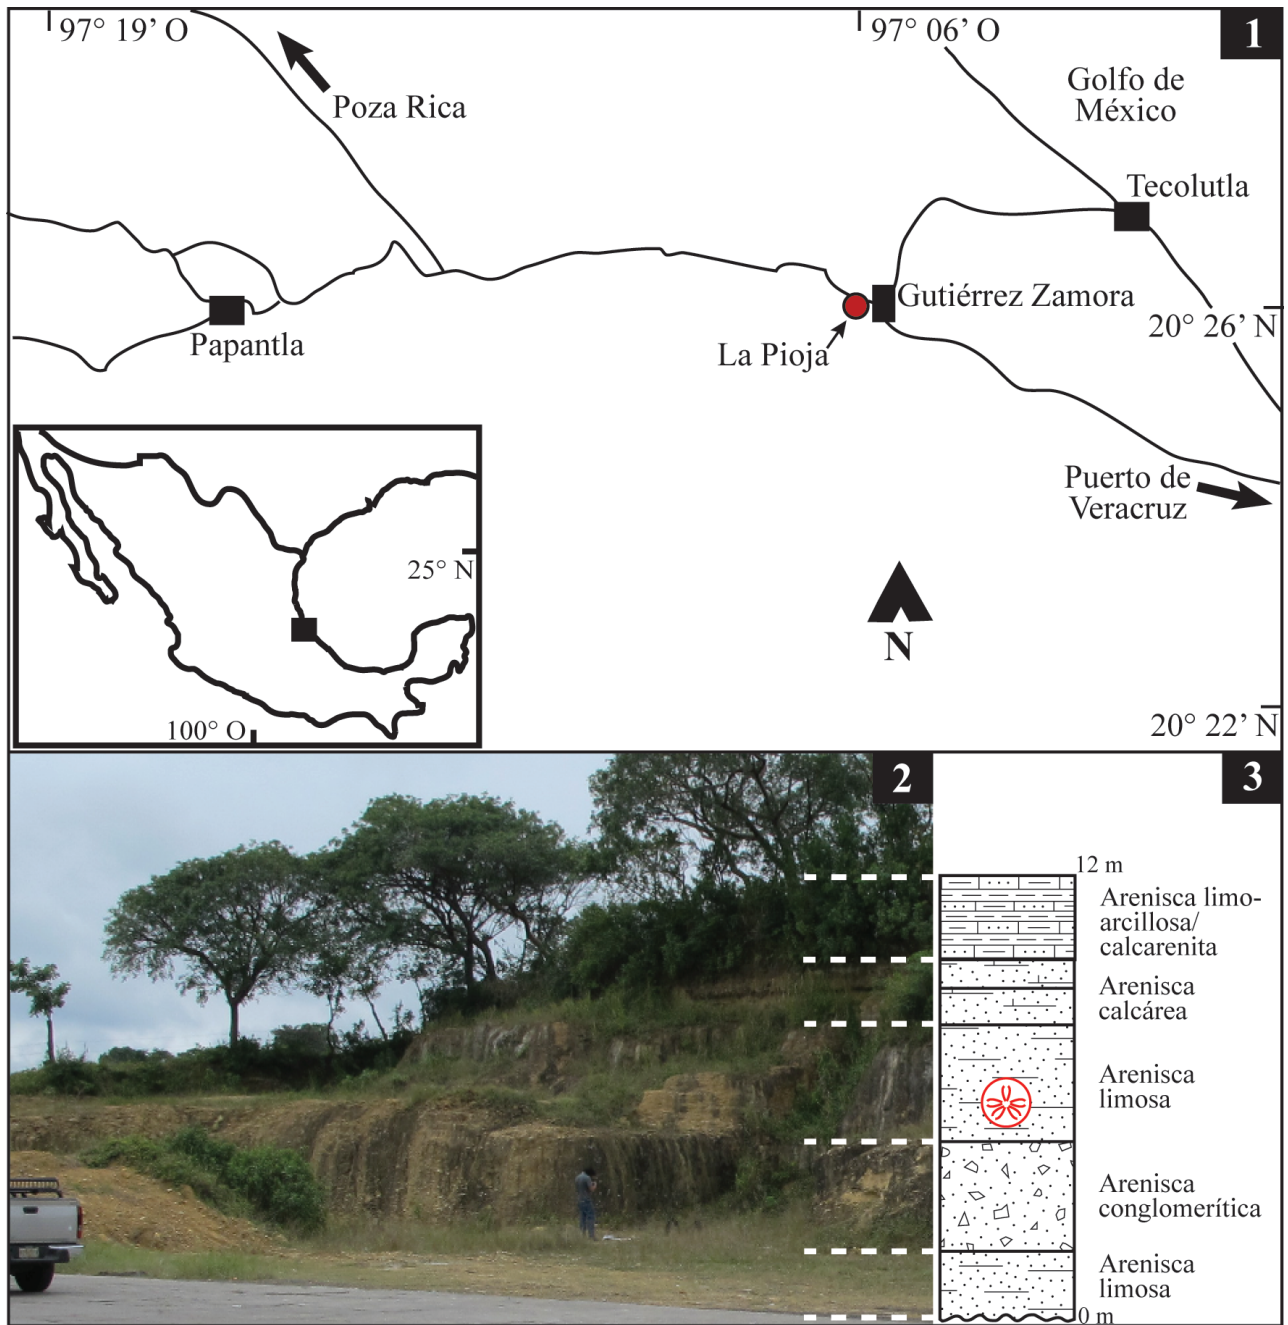 97° 19’ O
97° 06’ O
1
Golfo de
México
Poza Rica
Tecolutla
Gutiérrez Zamora
20° 26’ N
Papantla
La Pioja
Puerto de
Veracruz
25° N
N
100° O
20° 22’ N
2
3
12 m
Arenisca limo-
arcillosa/
calcarenita
Arenisca
calcárea
Arenisca
limosa
Arenisca
conglomerítica
Arenisca
limosa
0 m